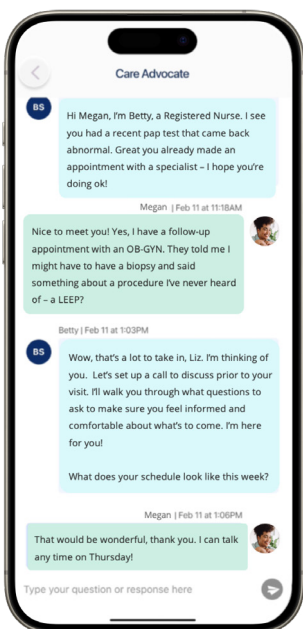 Care Advocate
BS
Hi Megan, I'm Betty, a Registered Nurse. I see
you had a recent pap test that came back
abnormal. Great you already made an
appointment with a specialist – I hope you're
doing ok!
Megan | Feb 11 at 11:18AM
Nice to meet you! Yes, I have a follow-up
appointment with an OB-GYN. They told me I
might have to have a biopsy and said
something about a procedure I've never heard
of – a LEEP?
Betty | Feb 11 at 1:03PM
BS
Wow, that's a lot to take in, Liz. I'm thinking of
you. Let's set up a call to discuss prior to your
visit. I'll walk you through what questions to
ask to make sure you feel informed and
comfortable about what's to come. I'm here
for you!
What does your schedule look like this week?
Megan | Feb 11 at 1:06PM
That would be wonderful, thank you. I can talk
any time on Thursday!
Type your question or response here